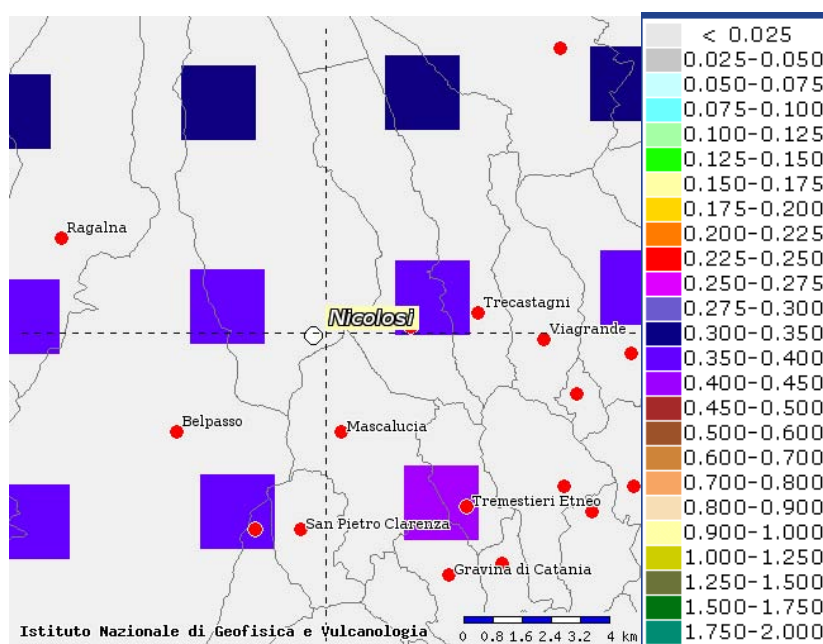 Ragalna
Nicolosi
Trecastagni
Viagrande
Belpasso
Mascalucia
Tremestieri Etneo
San Pietro Clarenza
Gravina di Catania
Istituto Nazionale di Geofisica e Vulcanologia
0 0.8 1.6 2.4 3.2 4 km
< 0.025
0.025-0.050
0.050-0.075
0.075-0.100
0.100-0.125
0.125-0.150
0.150-0.175
0.175-0.200
0.200-0.225
0.225-0.250
0.250-0.275
0.275-0.300
0.300-0.350
0.350-0.400
0.400-0.450
0.450-0.500
0.500-0.600
0.600-0.700
0.700-0.800
0.800-0.900
0.900-1.000
1.000-1.250
1.250-1.500
1.500-1.750
1.750-2.000